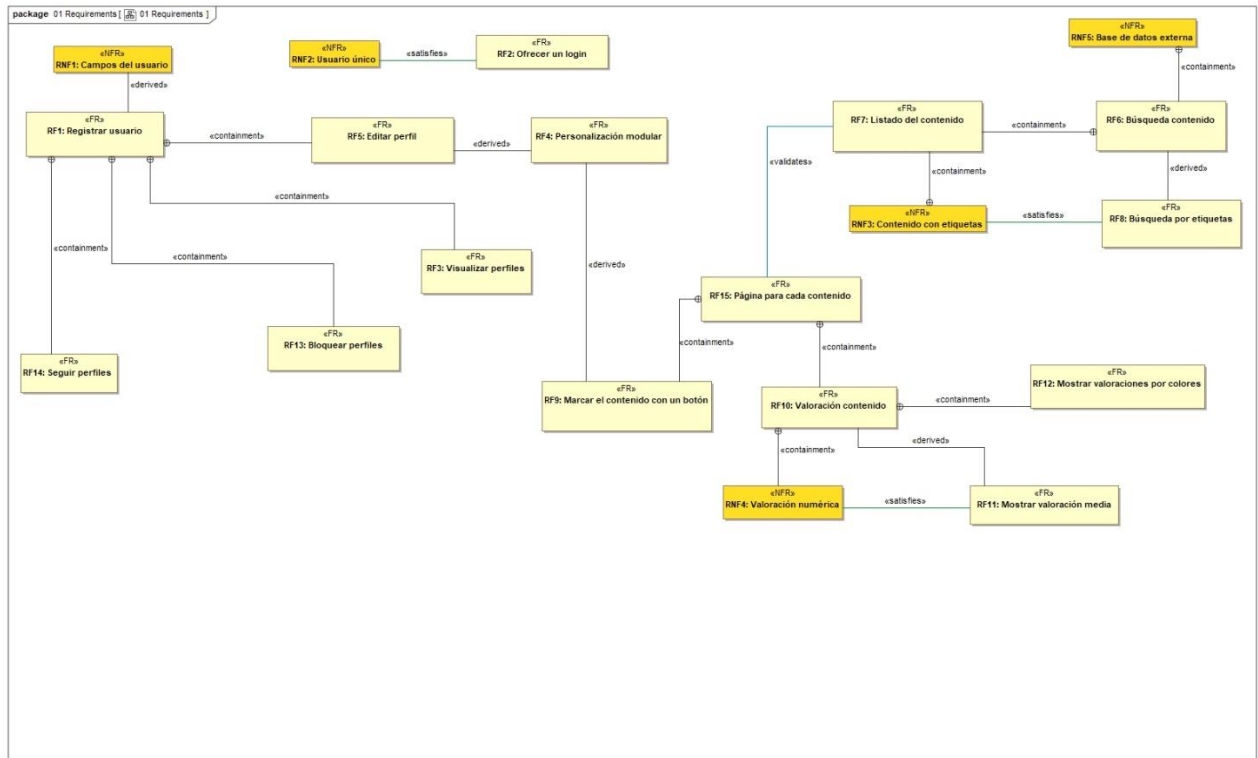 package 01 Requirements [ 01 Requirements ]
«NFR»
RNF1: Campos del usuario
«derived»
«NFR»
RNF2: Usuario único
«satisfies»
«FR»
RF2: Ofrecer un login
«NFR»
RNF5: Base de datos externa
«containment»
«FR»
RF1: Registrar usuario
«containment»
«FR»
RF5: Editar perfil
«derived»
«FR»
RF4: Personalización modular
«FR»
RF7: Listado del contenido
«containment»
«FR»
RF6: Búsqueda contenido
«validates»
«containment»
«derived»
«NFR»
RNF3: Contenido con etiquetas
«satisfies»
«FR»
RF8: Búsqueda por etiquetas
«containment»
«containment»
«containment»
«FR»
RF3: Visualizar perfiles
«derived»
«FR»
RF15: Página para cada contenido
«FR»
RF13: Bloquear perfiles
«FR»
RF14: Seguir perfiles
«containment»
«containment»
«FR»
RF9: Marcar el contenido con un botón
«FR»
RF10: Valoración contenido
«containment»
«FR»
RF12: Mostrar valoraciones por colores
«containment»
«derived»
«NFR»
RNF4: Valoración numérica
«satisfies»
«FR»
RF11: Mostrar valoración media